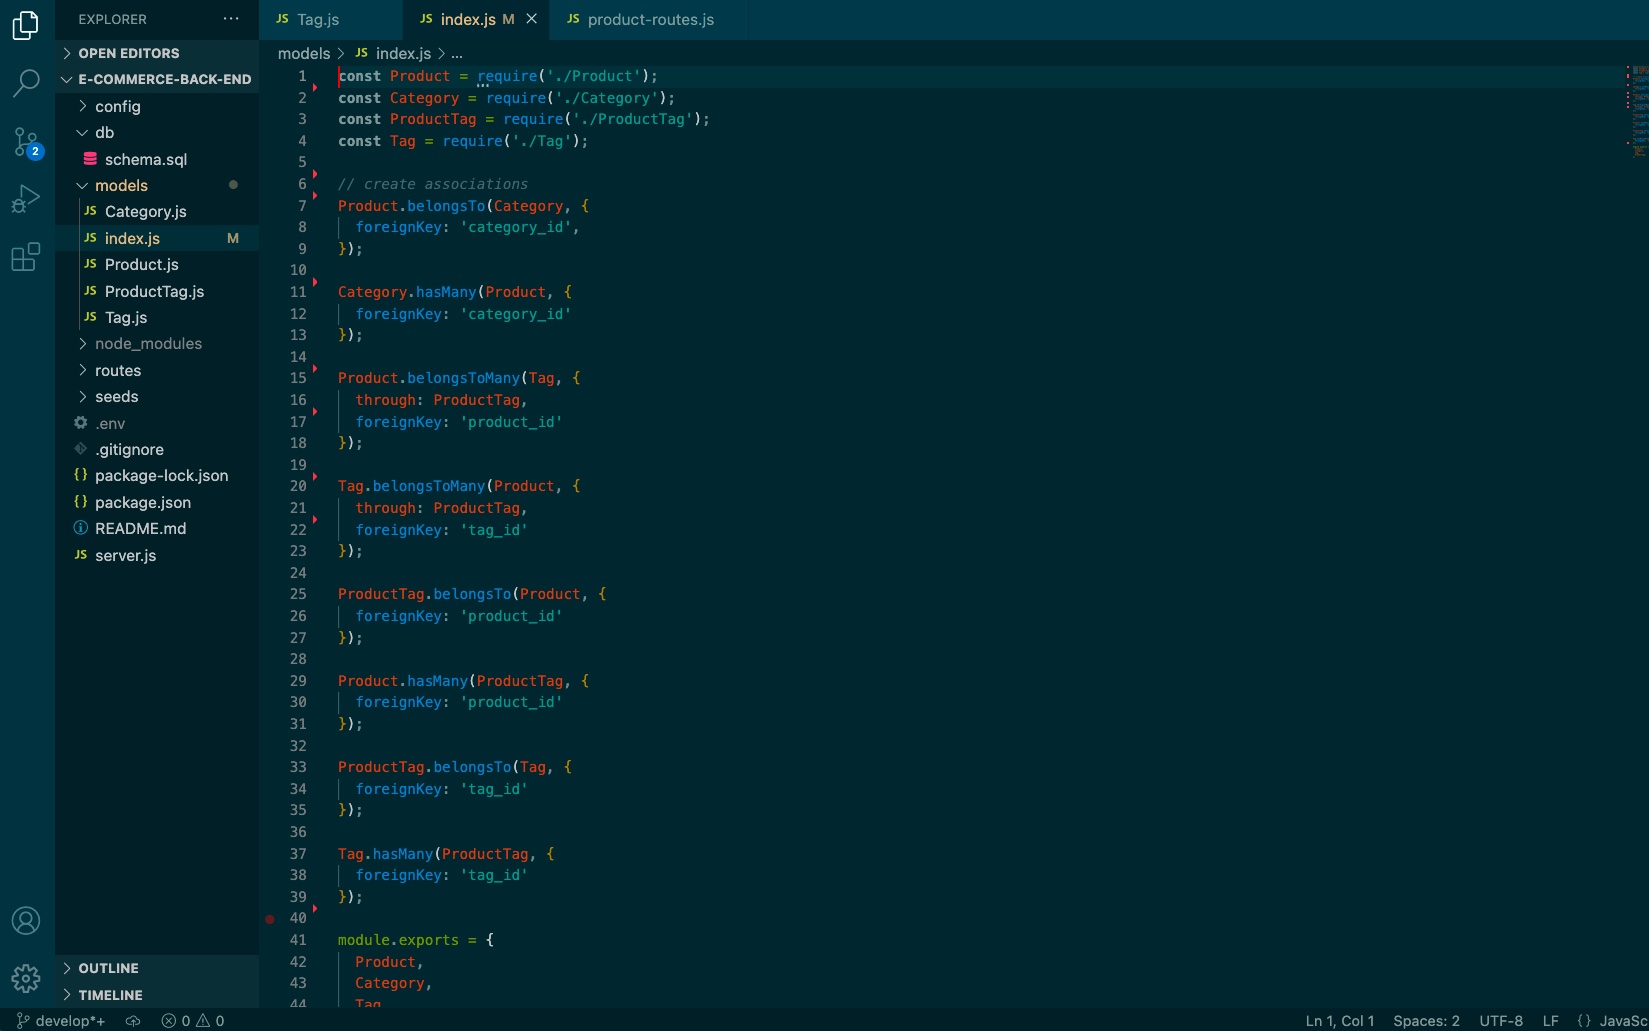 EXPLORER
OPEN EDITORS
E-COMMERCE-BACK-END
config
db
schema.sql
models
JS Category.js
JS index.js M
JS Product.js
JS ProductTag.js
JS Tag.js
node_modules
routes
seeds
.env
.gitignore
{} package-lock.json
{} package.json
README.md
JS server.js
OUTLINE
TIMELINE
2
JS Tag.js JS index.js M JS product-routes.js
models > JS index.js > ...
1 const Product = require('./Product');
2 const Category = require('./Category');
3 const ProductTag = require('./ProductTag');
4 const Tag = require('./Tag');
5
6 // create associations
7 Product.belongsTo(Category, {
8   foreignKey: 'category_id',
9 });
10
11 Category.hasMany(Product, {
12   foreignKey: 'category_id'
13 });
14
15 Product.belongsToMany(Tag, {
16   through: ProductTag,
17   foreignKey: 'product_id'
18 });
19
20 Tag.belongsToMany(Product, {
21   through: ProductTag,
22   foreignKey: 'tag_id'
23 });
24
25 ProductTag.belongsTo(Product, {
26   foreignKey: 'product_id'
27 });
28
29 Product.hasMany(ProductTag, {
30   foreignKey: 'product_id'
31 });
32
33 ProductTag.belongsTo(Tag, {
34   foreignKey: 'tag_id'
35 });
36
37 Tag.hasMany(ProductTag, {
38   foreignKey: 'tag_id'
39 });
40
41 module.exports = {
42   Product,
43   Category,
44   Tag
develop*+ 0 0 Ln 1, Col 1 Spaces: 2 UTF-8 LF {} JavaSc